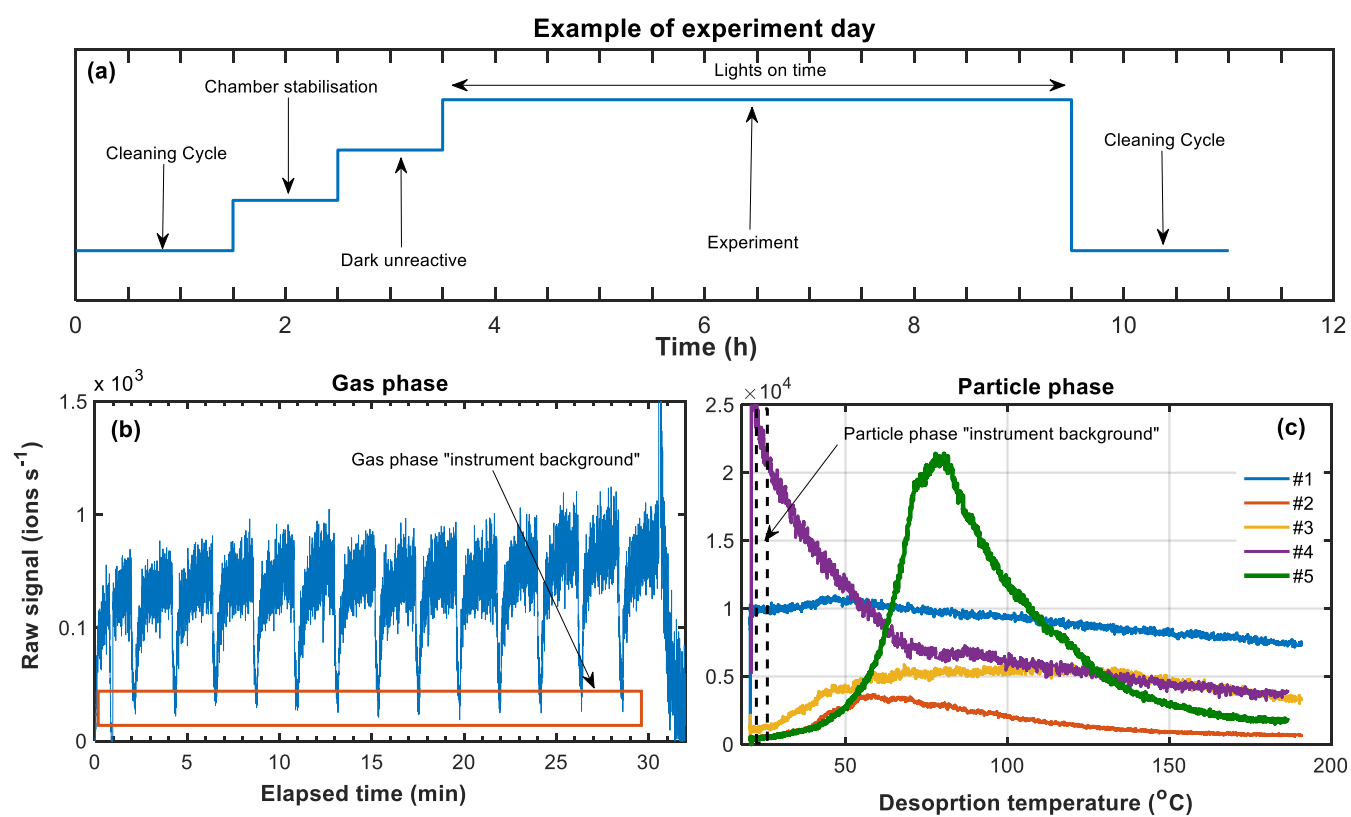 Example of experiment day
(a)
Lights on time
Chamber stabilisation
Cleaning Cycle
Cleaning Cycle
Experiment
Dark unreactive
0 2 4 6 8 10 12
Time (h)
x 10³
Gas phase
(b)
Gas phase "instrument background"
Raw signal (ions s⁻¹)
1.5
1
0.1
0
0 5 10 15 20 25 30
Elapsed time (min)
×10⁴
Particle phase
(c)
Particle phase "instrument background"
2.5
2
1.5
1
0.5
0
#1
#2
#3
#4
#5
50 100 150 200
Desoprtion temperature (°C)